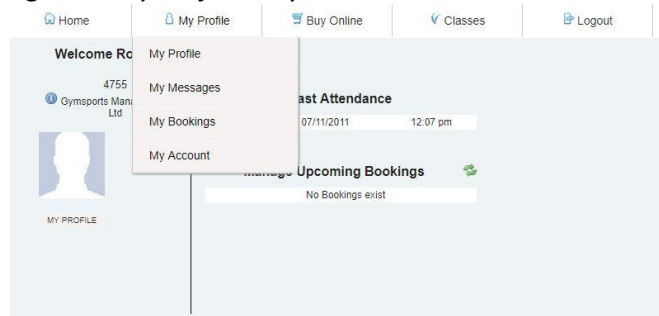 Home My Profile Buy Online Classes Logout
Welcome Ro
My Profile
My Messages
My Bookings
My Account
4755
Gymsports Mana
Ltd
MY PROFILE
ast Attendance
07/11/2011 12:07 pm
Upcoming Bookings
No Bookings exist